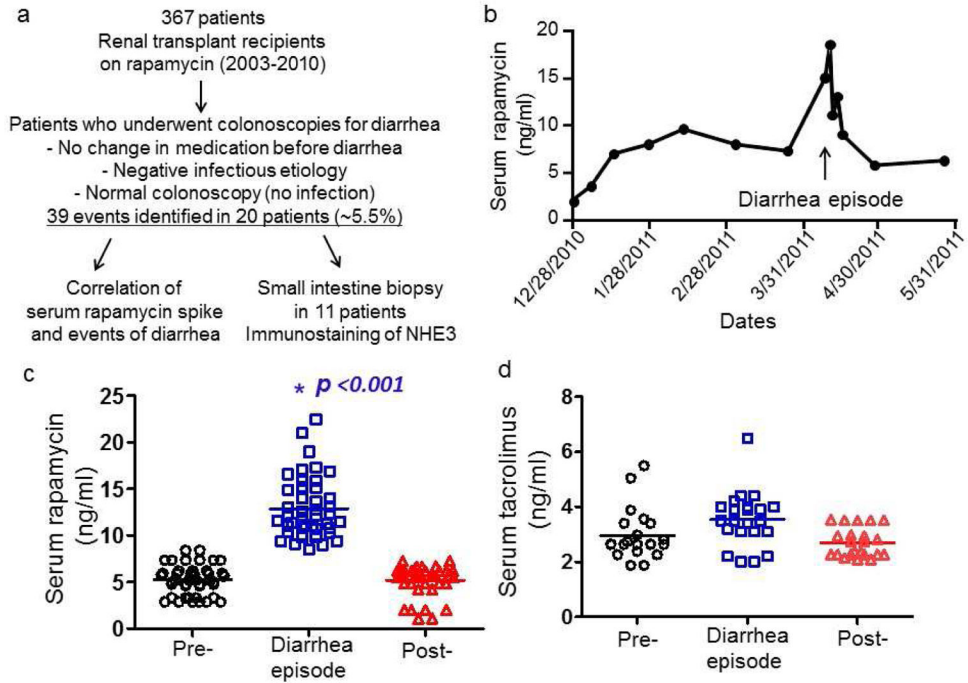 a
367 patients
Renal transplant recipients
on rapamycin (2003-2010)
Patients who underwent colonoscopies for diarrhea
- No change in medication before diarrhea
- Negative infectious etiology
- Normal colonoscopy (no infection)
39 events identified in 20 patients (~5.5%)
Correlation of
serum rapamycin spike
and events of diarrhea
Small intestine biopsy
in 11 patients
Immunostaining of NHE3
b
Serum rapamycin
(ng/ml)
20
15
10
5
0
Diarrhea episode
12/28/2010
1/28/2011
2/28/2011
3/31/2011
4/30/2011
5/31/2011
Dates
c
Serum rapamycin
(ng/ml)
25
20
15
10
5
0
* p <0.001
Pre-
Diarrhea
episode
Post-
d
Serum tacrolimus
(ng/ml)
8
6
4
2
0
Pre-
Diarrhea
episode
Post-